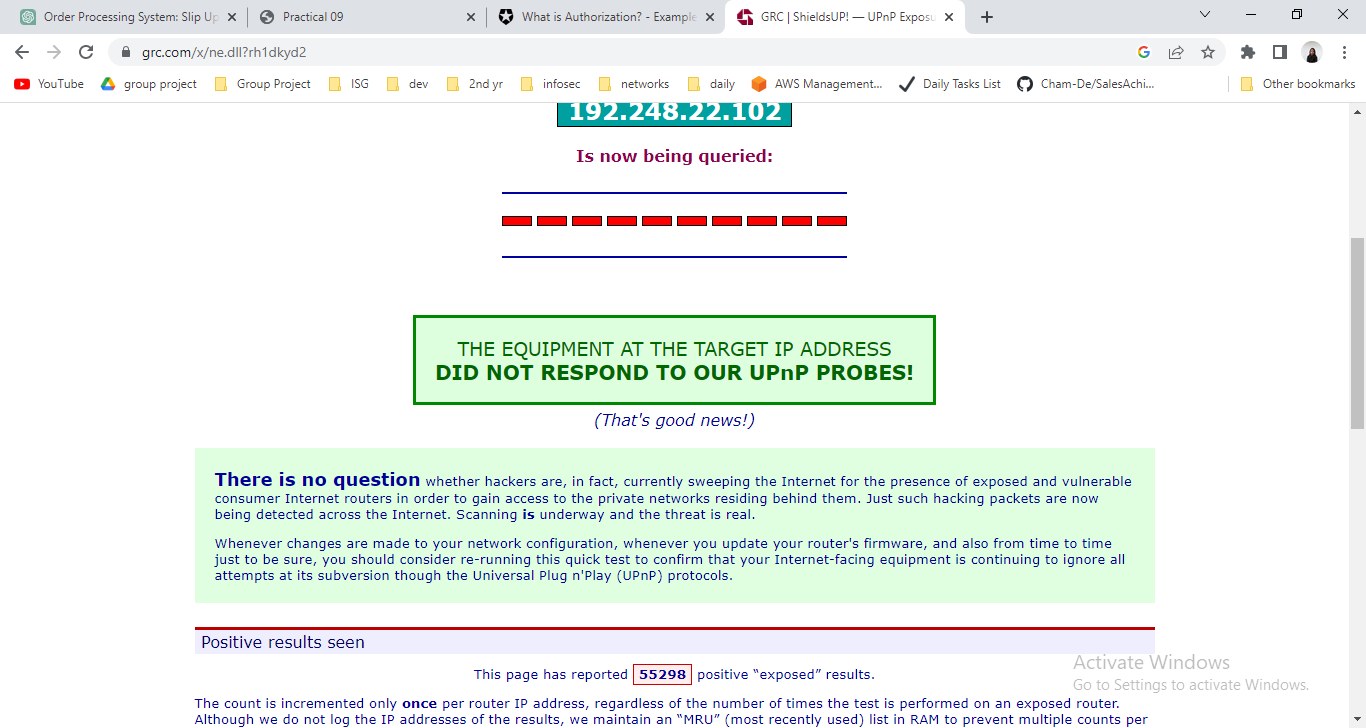 Order Processing System: Slip Up
Practical 09
What is Authorization? - Example
GRC | ShieldsUP! — UPnP Exposu
grc.com/x/ne.dll?rh1dkyd2
YouTube
group project
Group Project
ISG
dev
2nd yr
infosec
networks
daily
AWS Management...
Daily Tasks List
Cham-De/SalesAchi...
Other bookmarks
192.248.22.102
Is now being queried:
THE EQUIPMENT AT THE TARGET IP ADDRESS
DID NOT RESPOND TO OUR UPnP PROBES!
(That's good news!)
There is no question whether hackers are, in fact, currently sweeping the Internet for the presence of exposed and vulnerable
consumer Internet routers in order to gain access to the private networks residing behind them. Just such hacking packets are now
being detected across the Internet. Scanning is underway and the threat is real.
Whenever changes are made to your network configuration, whenever you update your router's firmware, and also from time to time
just to be sure, you should consider re-running this quick test to confirm that your Internet-facing equipment is continuing to ignore all
attempts at its subversion though the Universal Plug n'Play (UPnP) protocols.
Positive results seen
This page has reported 55298 positive “exposed” results.
Activate Windows
Go to Settings to activate Windows.
The count is incremented only once per router IP address, regardless of the number of times the test is performed on an exposed router.
Although we do not log the IP addresses of the results, we maintain an “MRU” (most recently used) list in RAM to prevent multiple counts per